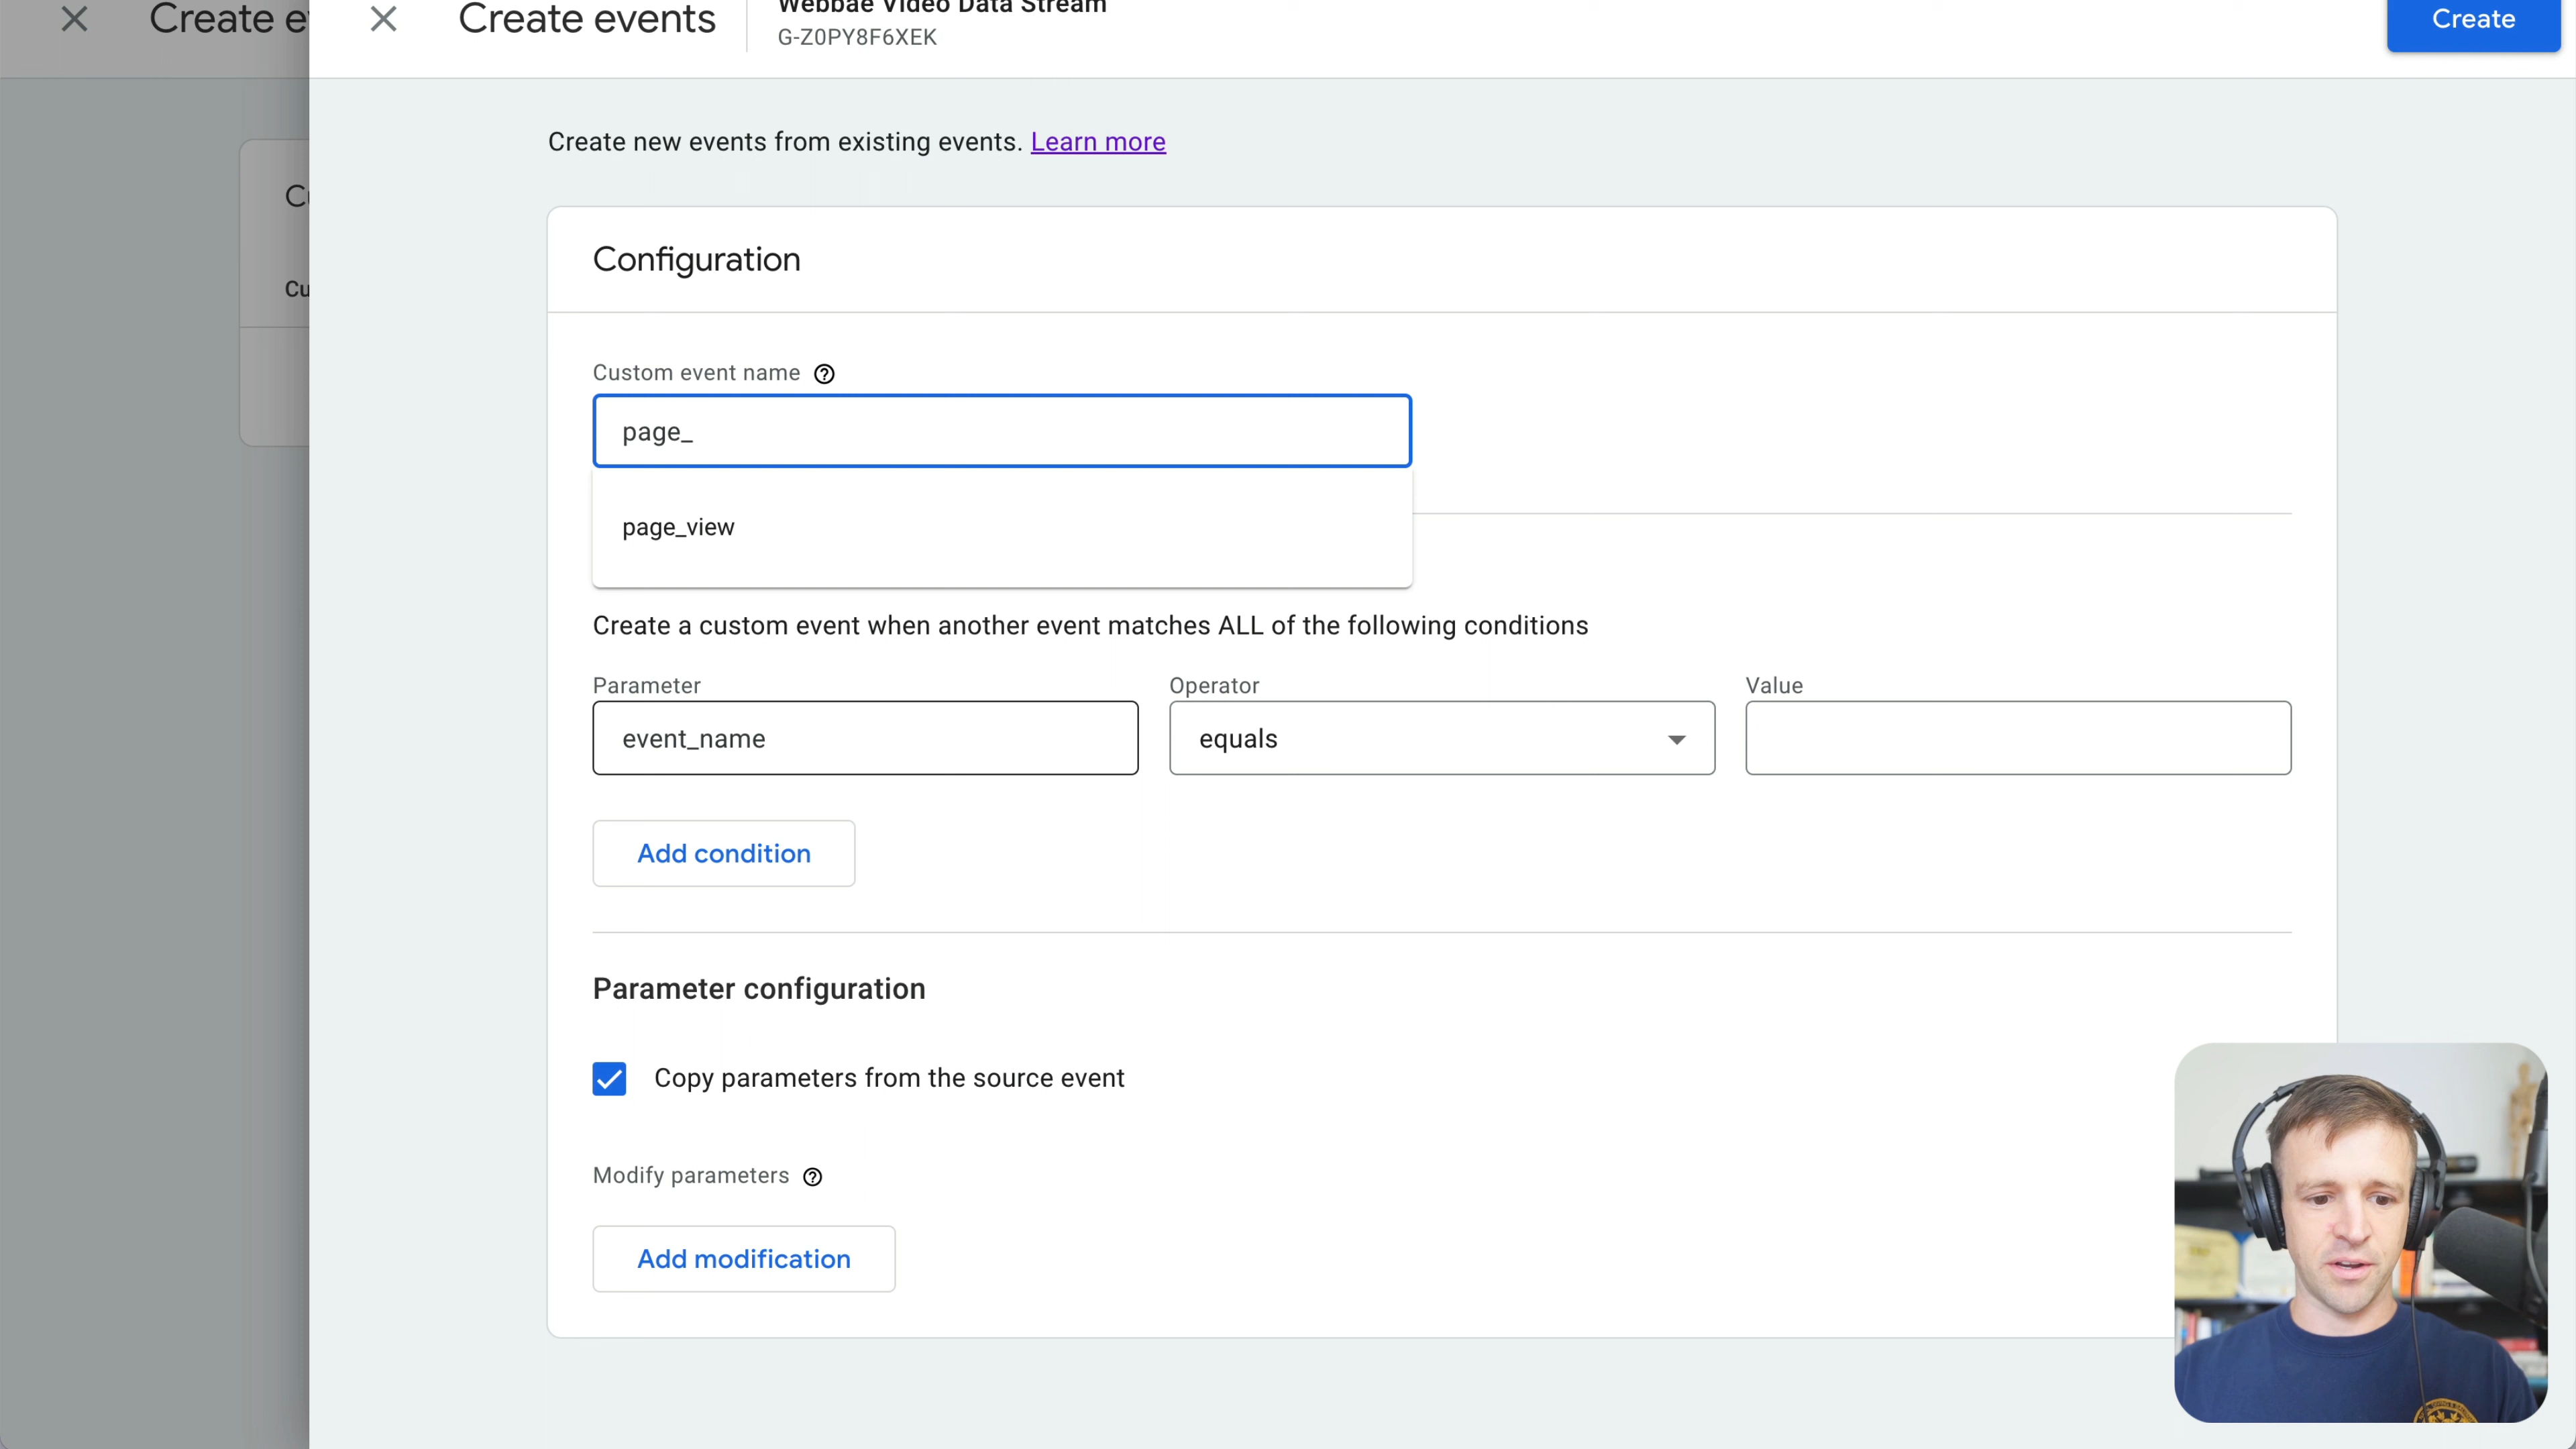 Create e
Create events
Webbae Video Data Stream
G-Z0PY8F6XEK
Create
Create new events from existing events. Learn more
Cu
Configuration
Cu
Custom event name
page_
page_view
Create a custom event when another event matches ALL of the following conditions
Parameter
Operator
Value
event_name
equals
Add condition
Parameter configuration
Copy parameters from the source event
Modify parameters
Add modification